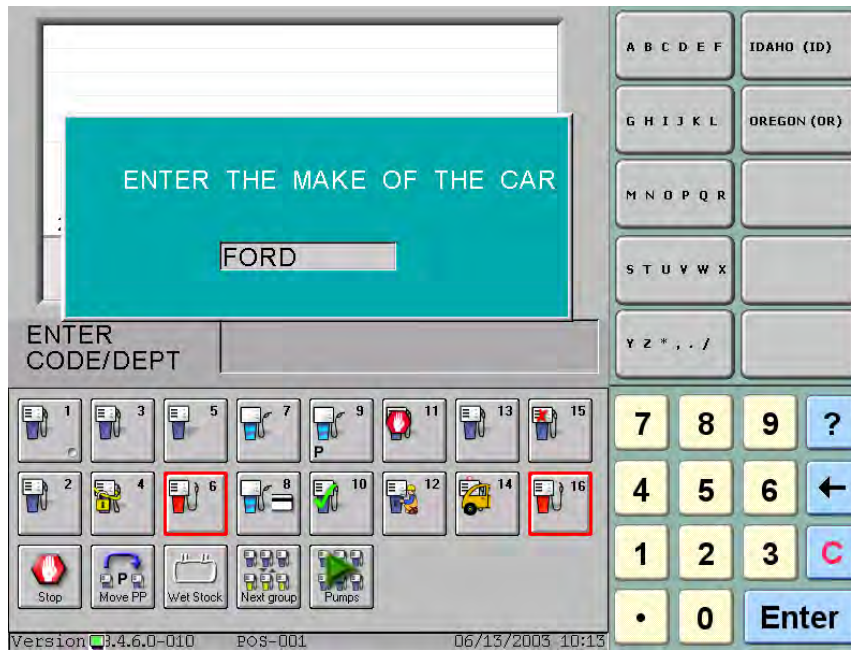 ENTER THE MAKE OF THE CAR
FORD
ENTER
CODE/DEPT
A B C D E F
IDAHO (ID)
G H I J K L
OREGON (OR)
M N O P Q R
S T U V W X
Y Z * , . /
1 3 5 7 9 11 13 15
P
2 4 6 8 10 12 14 16
P
Stop Move PP Wet Stock Next group Pumps
7 8 9 ?
4 5 6 ←
1 2 3 C
• 0 Enter
Version 3.4.6.0-010 POS-001 06/13/2003 10:13